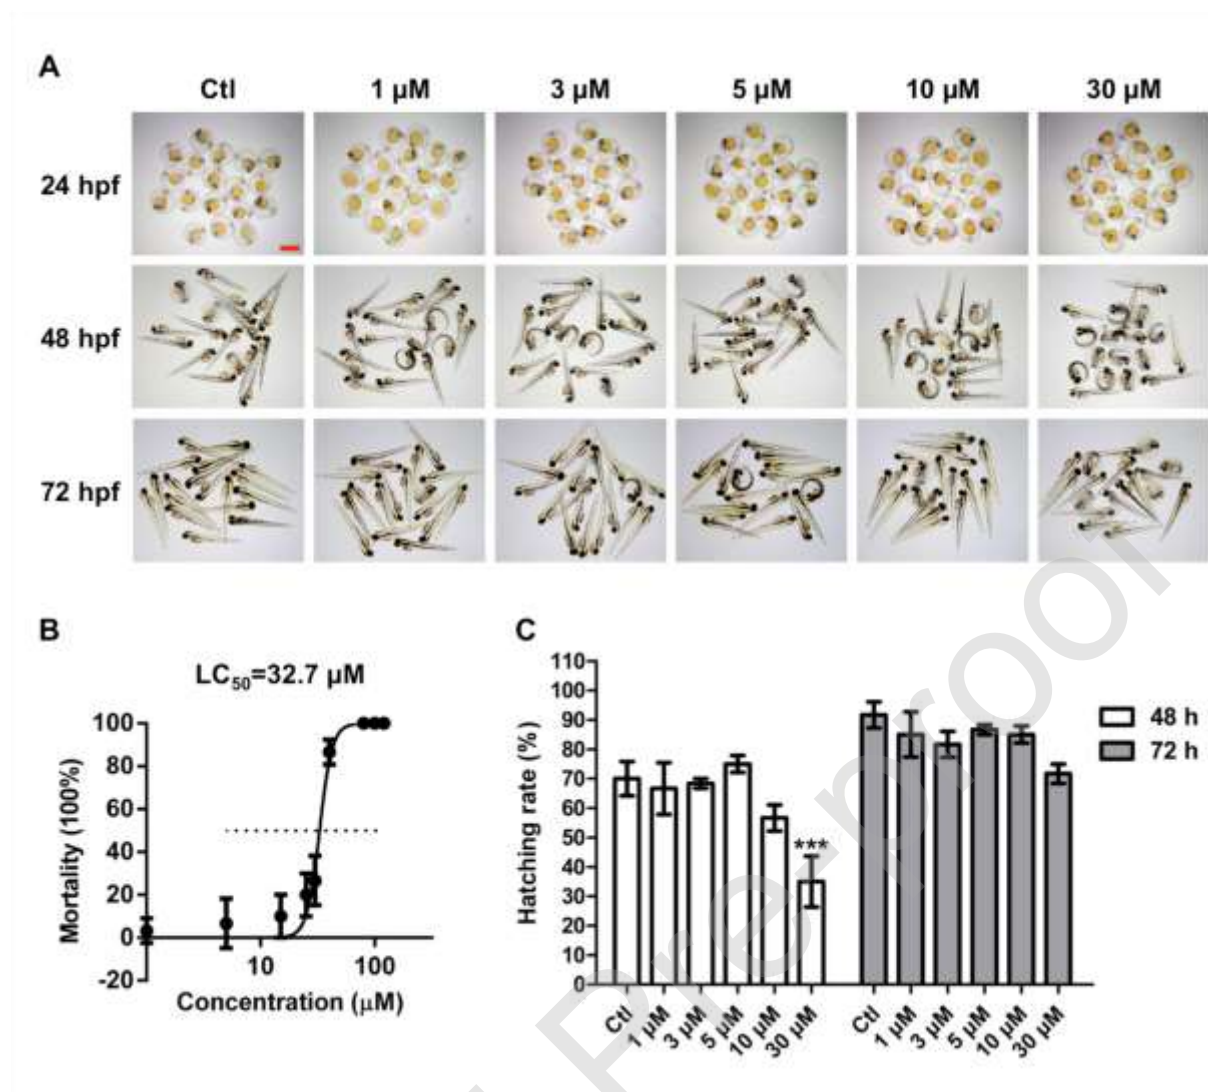 A
Ctl 1 µM 3 µM 5 µM 10 µM 30 µM
24 hpf
48 hpf
72 hpf
B
LC50=32.7 µM
Mortality (100%)
100
80
60
40
20
0
-20
10 100
Concentration (µM)
C
Hatching rate (%)
110
100
90
80
70
60
50
40
30
20
10
0
***
48 h
72 h
Ctl 1 µM 3 µM 5 µM 10 µM 30 µM Ctl 1 µM 3 µM 5 µM 10 µM 30 µM
Pre-proof